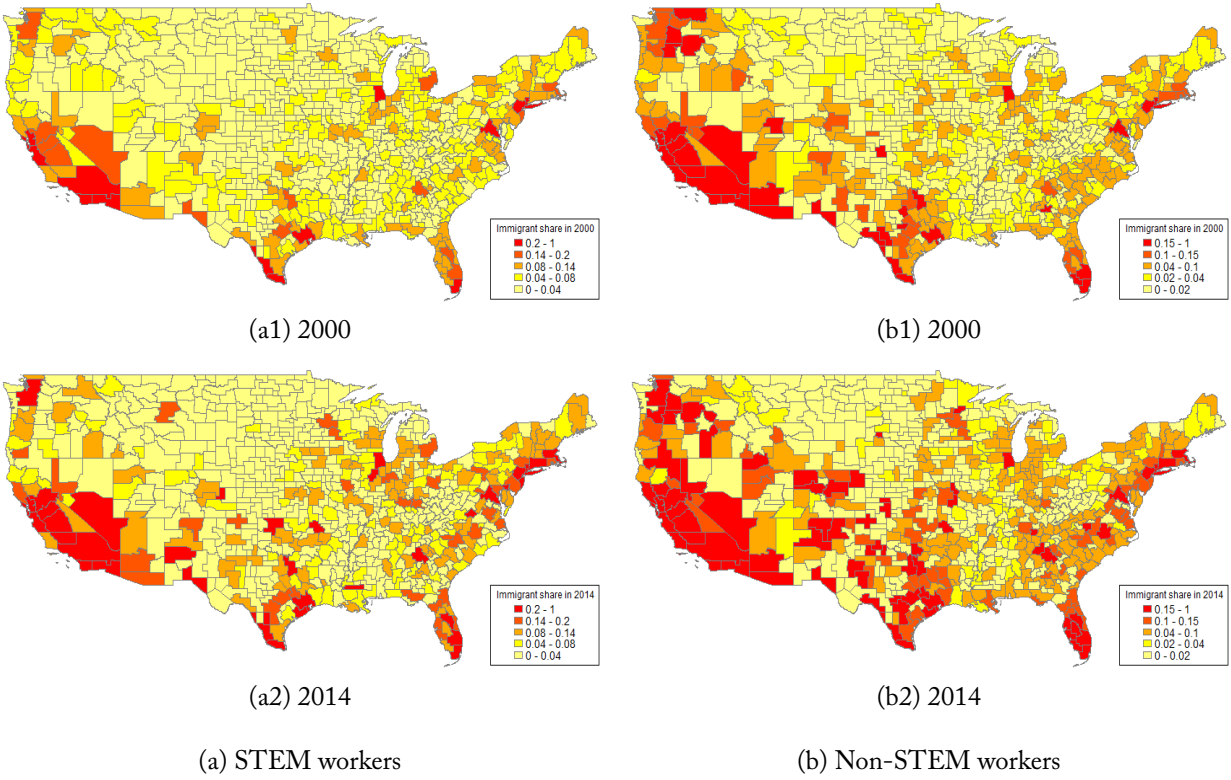 Immigrant share in 2000
0.2 - 1
0.14 - 0.2
0.08 - 0.14
0.04 - 0.08
0 - 0.04
(a1) 2000
Immigrant share in 2000
0.15 - 1
0.1 - 0.15
0.04 - 0.1
0.02 - 0.04
0 - 0.02
(b1) 2000
Immigrant share in 2014
0.2 - 1
0.14 - 0.2
0.08 - 0.14
0.04 - 0.08
0 - 0.04
(a2) 2014
Immigrant share in 2014
0.15 - 1
0.1 - 0.15
0.04 - 0.1
0.02 - 0.04
0 - 0.02
(b2) 2014
(a) STEM workers
(b) Non-STEM workers